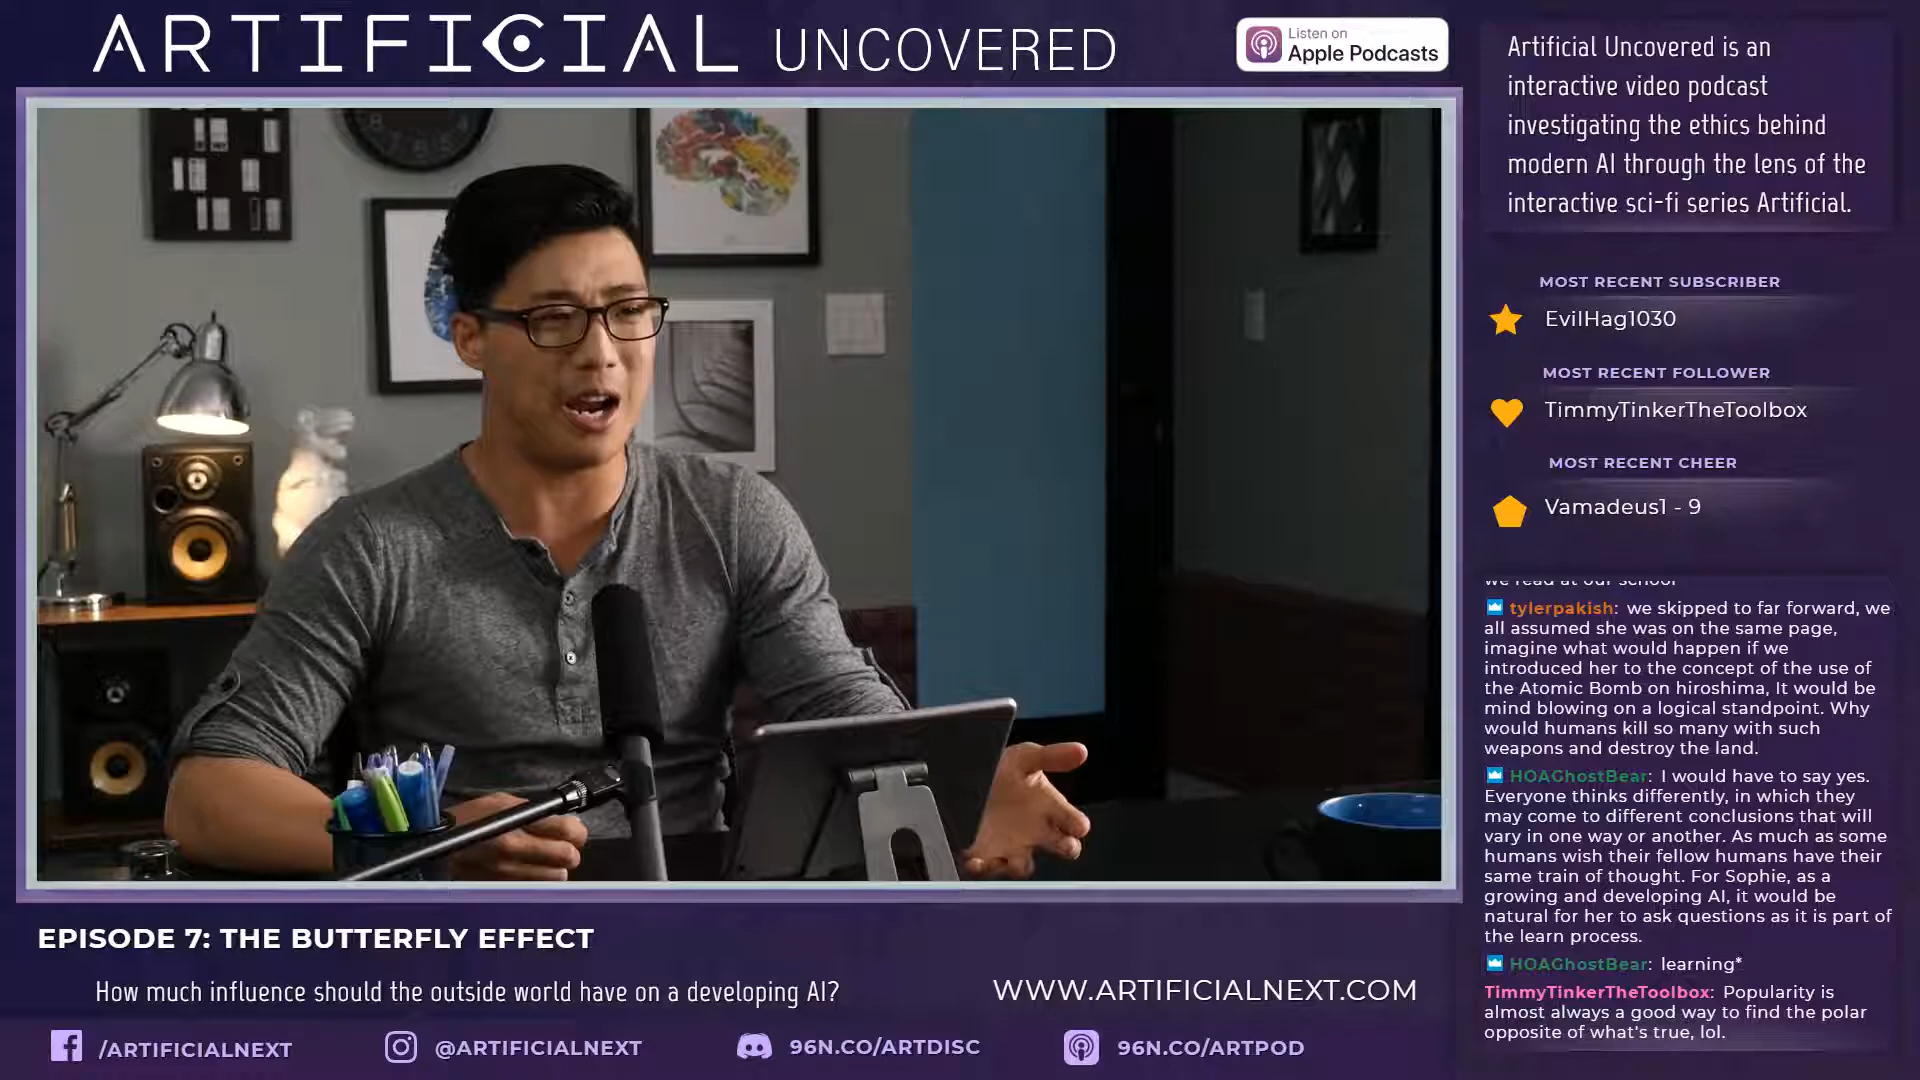 ARTIFICIAL UNCOVERED
Listen on
Apple Podcasts
Artificial Uncovered is an
interactive video podcast
investigating the ethics behind
modern AI through the lens of the
interactive sci-fi series Artificial.
MOST RECENT SUBSCRIBER
EvilHag1030
MOST RECENT FOLLOWER
TimmyTinkerTheToolbox
MOST RECENT CHEER
Vamadeus1 - 9
we read at our school
tylerpakish: we skipped to far forward, we
all assumed she was on the same page,
imagine what would happen if we
introduced her to the concept of the use of
the Atomic Bomb on hiroshima, It would be
mind blowing on a logical standpoint. Why
would humans kill so many with such
weapons and destroy the land.
HOAGhostBear: I would have to say yes.
Everyone thinks differently, in which they
may come to different conclusions that will
vary in one way or another. As much as some
humans wish their fellow humans have their
same train of thought. For Sophie, as a
growing and developing AI, it would be
natural for her to ask questions as it is part of
the learn process.
HOAGhostBear: learning*
TimmyTinkerTheToolbox: Popularity is
almost always a good way to find the polar
opposite of what's true, lol.
EPISODE 7: THE BUTTERFLY EFFECT
How much influence should the outside world have on a developing AI?
WWW.ARTIFICIALNEXT.COM
/ARTIFICIALNEXT
@ARTIFICIALNEXT
96N.CO/ARTDISC
96N.CO/ARTPOD